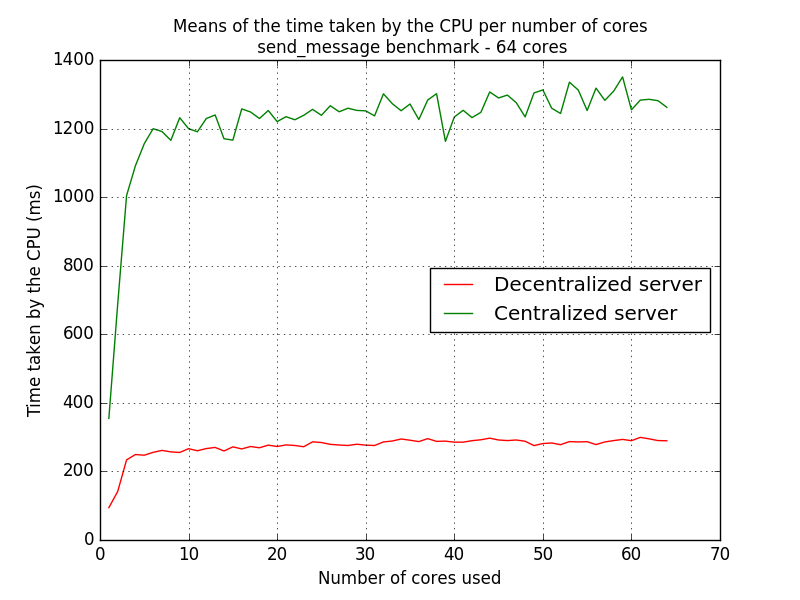 Means of the time taken by the CPU per number of cores
send_message benchmark - 64 cores
1400
1200
1000
800
600
400
200
0
Time taken by the CPU (ms)
Decentralized server
Centralized server
0 10 20 30 40 50 60 70
Number of cores used